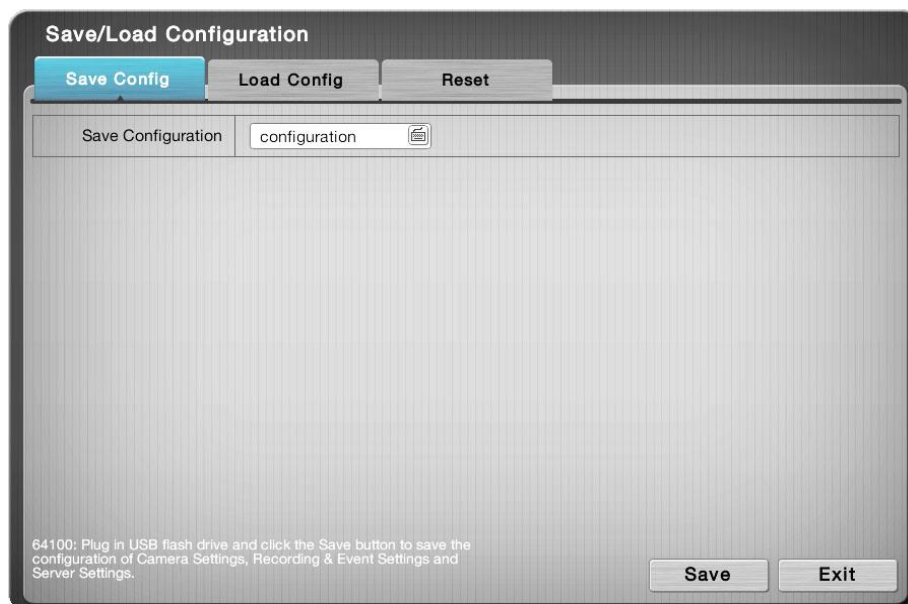 Save/Load Configuration
Save Config
Load Config
Reset
Save Configuration
configuration
64100: Plug in USB flash drive and click the Save button to save the
configuration of Camera Settings, Recording & Event Settings and
Server Settings.
Save
Exit